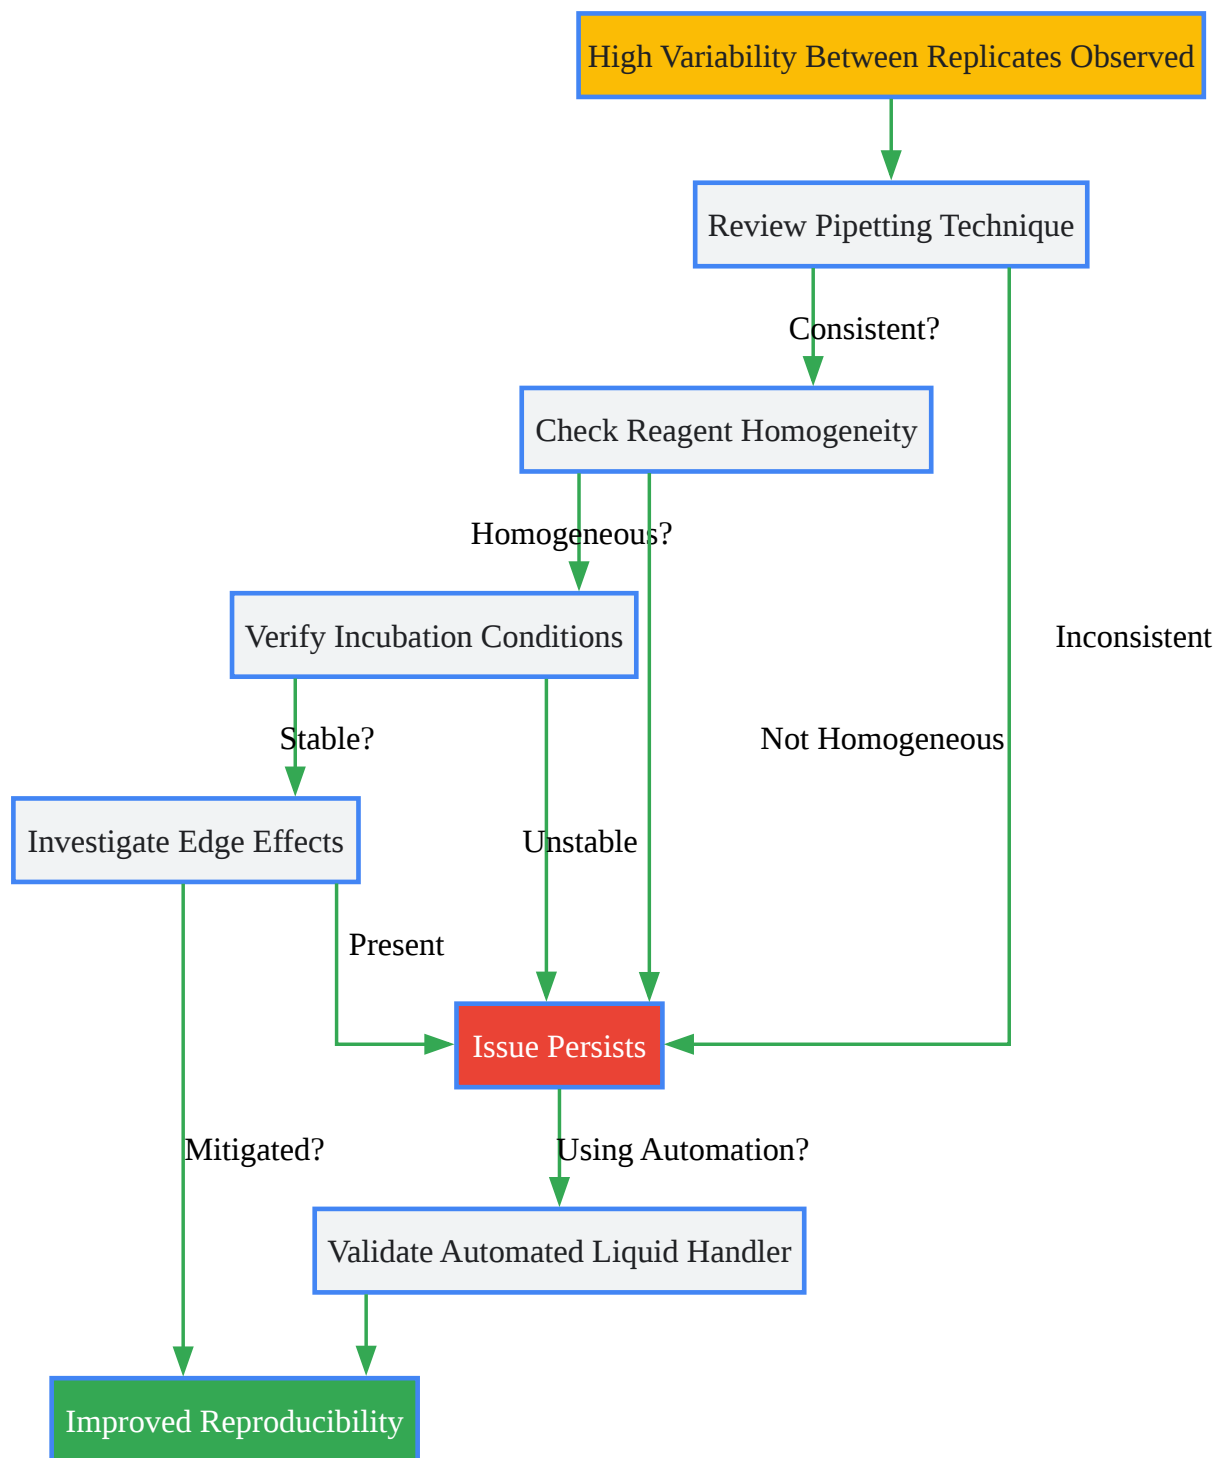 High Variability Between Replicates Observed
Review Pipetting Technique
Consistent?
Check Reagent Homogeneity
Homogeneous?
Verify Incubation Conditions
Inconsistent
Stable?
Not Homogeneous
Investigate Edge Effects
Unstable
Present
Issue Persists
Mitigated?
Using Automation?
Validate Automated Liquid Handler
Improved Reproducibility